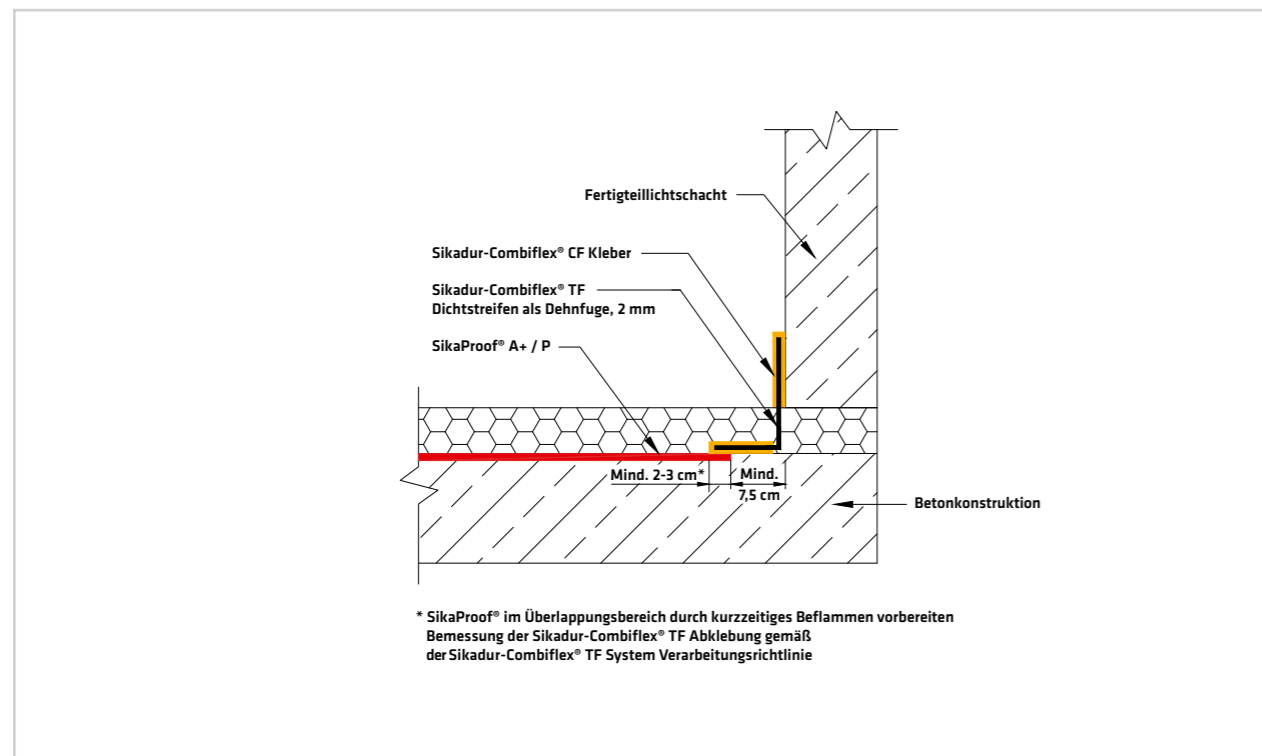 Fertigteillichtschacht
Sikadur-Combiflex® CF Kleber
Sikadur-Combiflex® TF
Dichtstreifen als Dehnfuge, 2 mm
SikaProof® A+ / P
Mind. 2-3 cm*
Mind.
7,5 cm
Betonkonstruktion
* SikaProof® im Überlappungsbereich durch kurzzeitiges Beflammen vorbereiten
Bemessung der Sikadur-Combiflex® TF Abklebung gemäß
der Sikadur-Combiflex® TF System Verarbeitungsrichtlinie